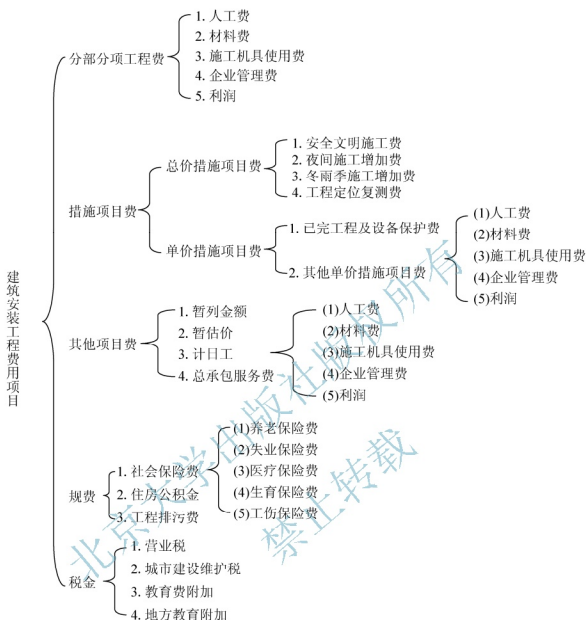 建筑安装工程费用项目
分部分项工程费
1. 人工费
2. 材料费
3. 施工机具使用费
4. 企业管理费
5. 利润
措施项目费
总价措施项目费
1. 安全文明施工费
2. 夜间施工增加费
3. 冬雨季施工增加费
4. 工程定位复测费
单价措施项目费
1. 已完工程及设备保护费
2. 其他单价措施项目费
(1)人工费
(2)材料费
(3)施工机具使用费
(4)企业管理费
(5)利润
其他项目费
1. 暂列金额
2. 暂估价
3. 计日工
4. 总承包服务费
(1)人工费
(2)材料费
(3)施工机具使用费
(4)企业管理费
(5)利润
规费
1. 社会保险费
2. 住房公积金
3. 工程排污费
(1)养老保险费
(2)失业保险费
(3)医疗保险费
(4)生育保险费
(5)工伤保险费
税金
1. 营业税
2. 城市建设维护税
3. 教育费附加
4. 地方教育附加
北京大学出版社版权所有
禁止转载